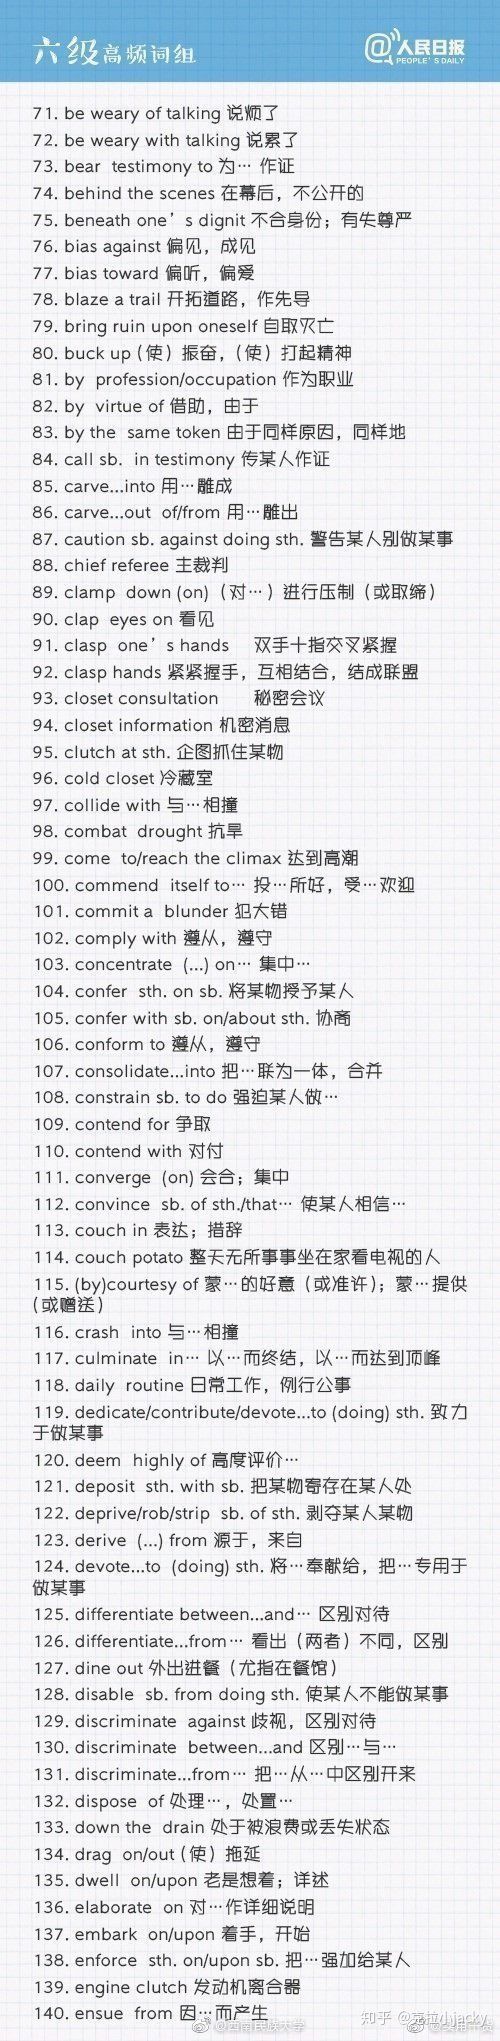 六级高频词组
@人民日报
PEOPLE'S DAILY
71. be weary of talking 说烦了
72. be weary with talking 说累了
73. bear testimony to 为… 作证
74. behind the scenes 在幕后，不公开的
75. beneath one's dignit 不合身份；有失尊严
76. bias against 偏见，成见
77. bias toward 偏听，偏爱
78. blaze a trail 开拓道路，作先导
79. bring ruin upon oneself 自取灭亡
80. buck up（使）振奋，（使）打起精神
81. by profession/occupation 作为职业
82. by virtue of 借助，由于
83. by the same token 由于同样原因，同样地
84. call sb. in testimony 传某人作证
85. carve...into 用…雕成
86. carve...out of/from 用…雕出
87. caution sb. against doing sth. 警告某人别做某事
88. chief referee 主裁判
89. clamp down (on)（对…）进行压制（或取缔）
90. clap eyes on 看见
91. clasp one's hands 双手十指交叉紧握
92. clasp hands 紧紧握手，互相结合，结成联盟
93. closet consultation 秘密会议
94. closet information 机密消息
95. clutch at sth. 企图抓住某物
96. cold closet 冷藏室
97. collide with 与…相撞
98. combat drought 抗旱
99. come to/reach the climax 达到高潮
100. commend itself to… 投…所好，受…欢迎
101. commit a blunder 犯大错
102. comply with 遵从，遵守
103. concentrate (...) on… 集中…
104. confer sth. on sb. 将某物授予某人
105. confer with sb. on/about sth. 协商
106. conform to 遵从，遵守
107. consolidate...into 把…联为一体，合并
108. constrain sb. to do 强迫某人做…
109. contend for 争取
110. contend with 对付
111. converge (on) 会合；集中
112. convince sb. of sth./that… 使某人相信…
113. couch in 表达；措辞
114. couch potato 整天无所事事坐在家看电视的人
115. (by)courtesy of 蒙…的好意（或准许）；蒙…提供
（或赠送）
116. crash into 与…相撞
117. culminate in… 以…而终结，以…而达到顶峰
118. daily routine 日常工作，例行公事
119. dedicate/contribute/devote...to (doing) sth. 致力
于做某事
120. deem highly of 高度评价…
121. deposit sth. with sb. 把某物寄存在某人处
122. deprive/rob/strip sb. of sth. 剥夺某人某物
123. derive (...) from 源于，来自
124. devote...to (doing) sth. 将…奉献给，把…专用于
做某事
125. differentiate between...and… 区别对待
126. differentiate...from… 看出（两者）不同，区别
127. dine out 外出进餐（尤指在餐馆）
128. disable sb. from doing sth. 使某人不能做某事
129. discriminate against 歧视，区别对待
130. discriminate between...and 区别…与…
131. discriminate...from… 把…从…中区别开来
132. dispose of 处理…，处置…
133. down the drain 处于被浪费或丢失状态
134. drag on/out（使）拖延
135. dwell on/upon 老是想着；详述
136. elaborate on 对…作详细说明
137. embark on/upon 着手，开始
138. enforce sth. on/upon sb. 把…强加给某人
139. engine clutch 发动机离合器
140. ensue from 因…而产生
@西南民族大学
知乎